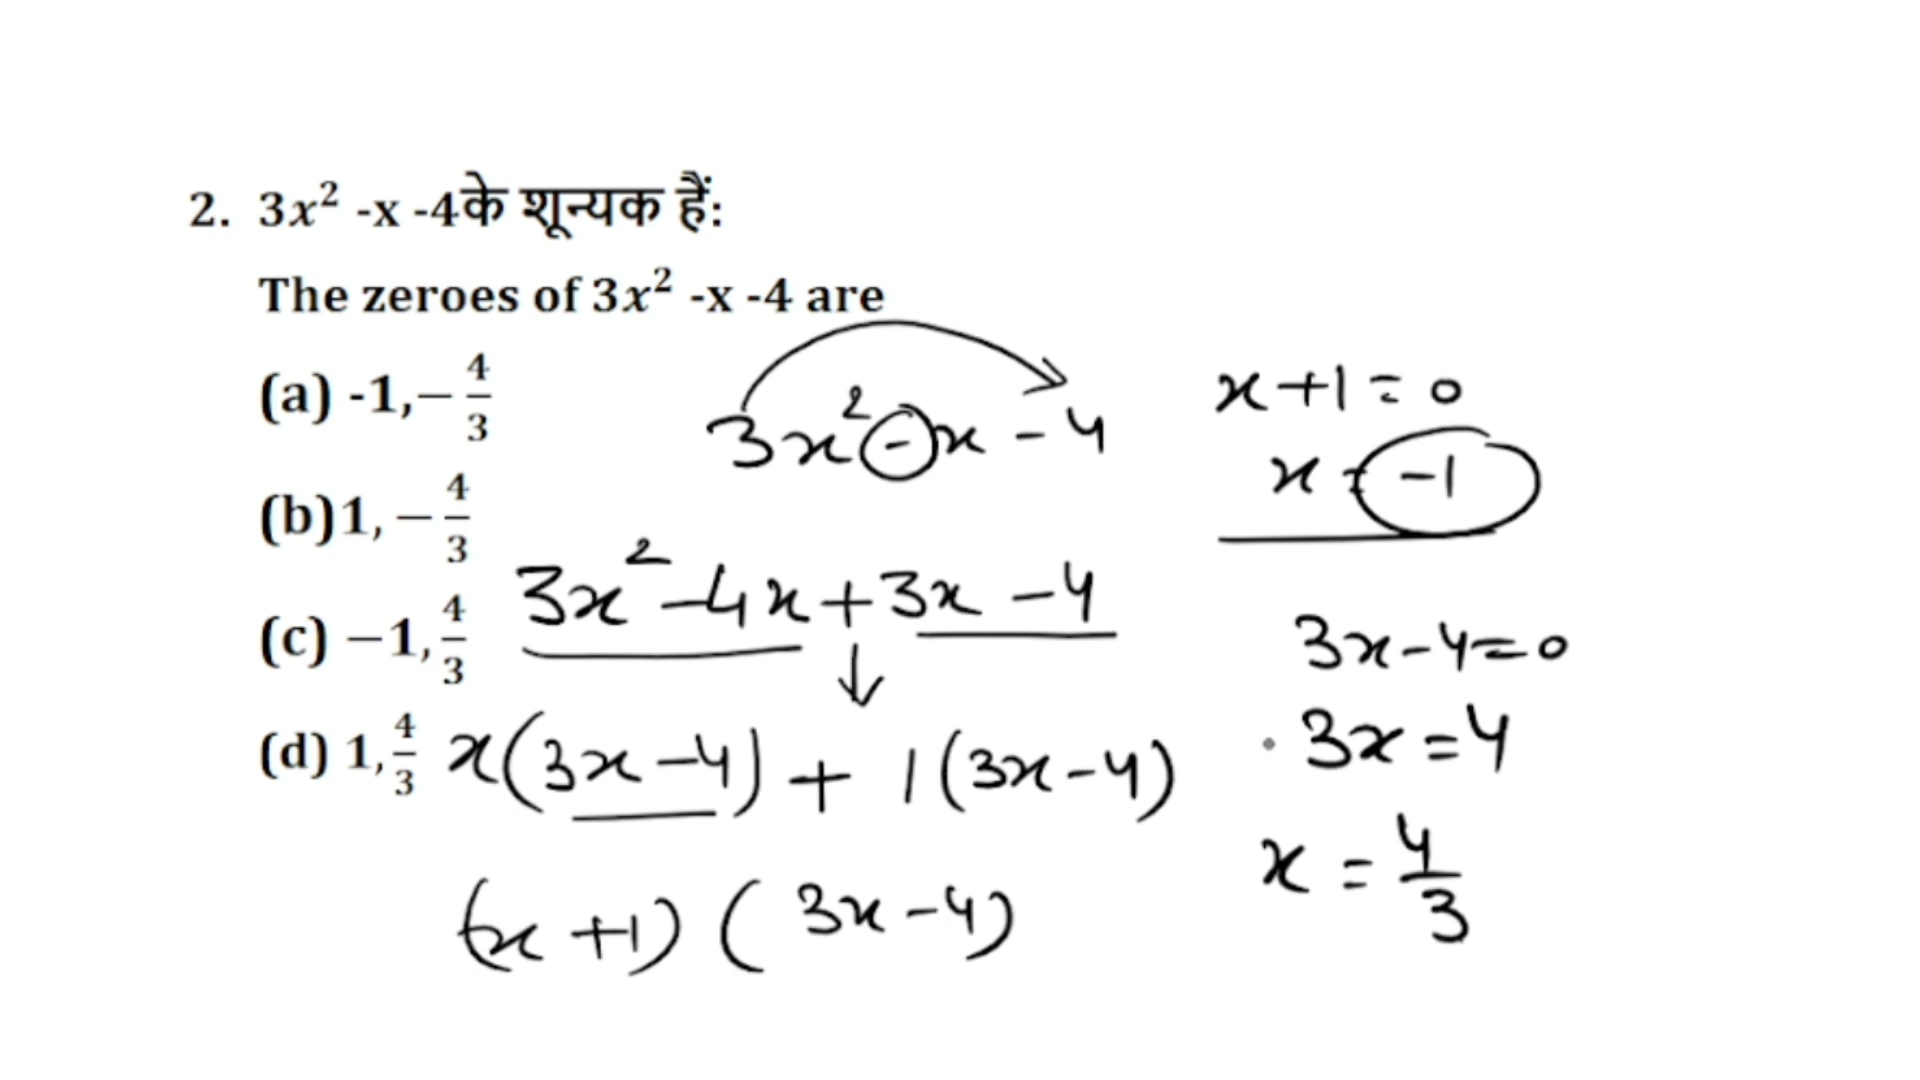 2. 3x² -x -4के शून्यक हैं:
The zeroes of 3x² -x -4 are
(a) -1,-4/3
(b)1,-4/3
(c) -1,4/3
(d) 1,4/3
3x² - x - 4
3x² - 4x + 3x - 4
x(3x - 4) + 1(3x - 4)
(x + 1) (3x - 4)
x + 1 = 0
x = -1
3x - 4 = 0
3x = 4
x = 4/3